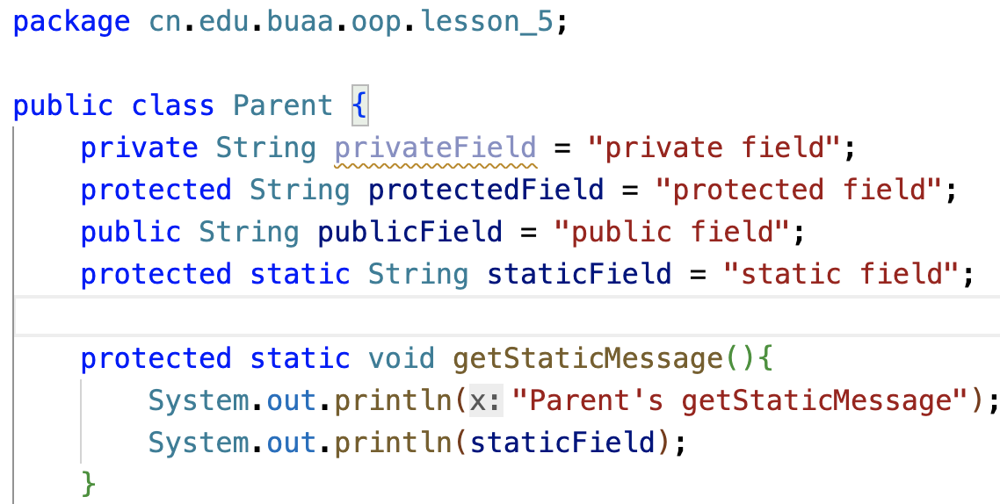 package cn.edu.buaa.oop.lesson_5;
public class Parent {
private String privateField = "private field";
protected String protectedField = "protected field";
public String publicField = "public field";
protected static String staticField = "static field";
protected static void getStaticMessage(){
System.out.println(x: "Parent's getStaticMessage");
System.out.println(staticField);
}